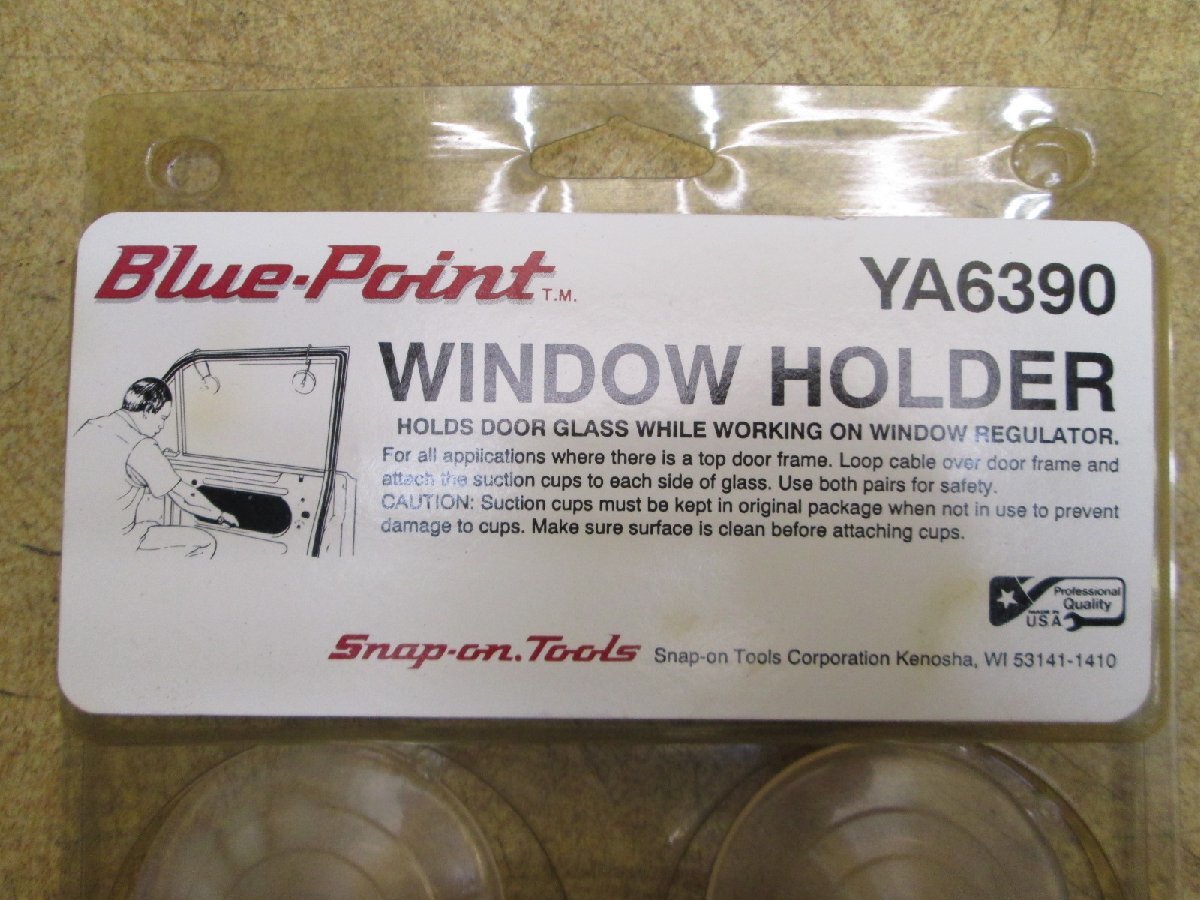 Blue-Point T.M.
YA6390
WINDOW HOLDER
HOLDS DOOR GLASS WHILE WORKING ON WINDOW REGULATOR.
For all appliications where there is a top door frame. Loop cable over door frame and
attach the suction cups to each side of glass. Use both pairs for safety.
CAUTION: Suction cups must be kept in original package when not in use to prevent
damage to cups. Make sure surface is clean before attaching cups.
Professional
Quality
MADE IN
USA
Snap-on.Tools Snap-on Tools Corporation Kenosha, WI 53141-1410